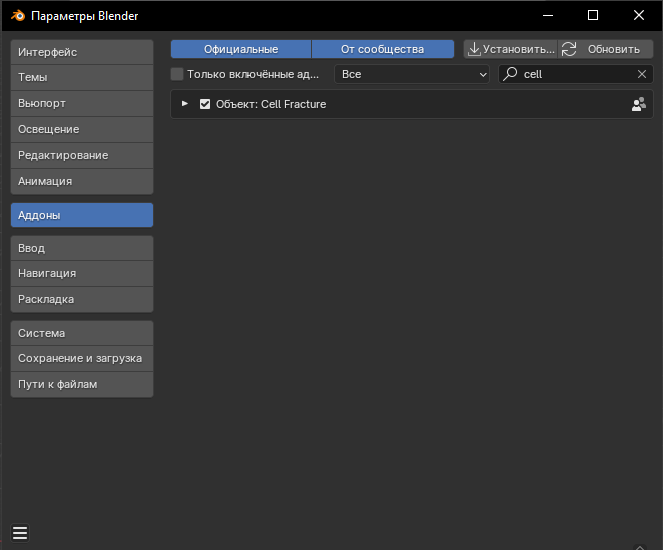 Параметры Blender
Интерфейс
Темы
Вьюпорт
Освещение
Редактирование
Анимация
Аддоны
Ввод
Навигация
Раскладка
Система
Сохранение и загрузка
Пути к файлам
Официальные От сообщества Установить... Обновить
Только включённые ад... Все cell
Объект: Cell Fracture